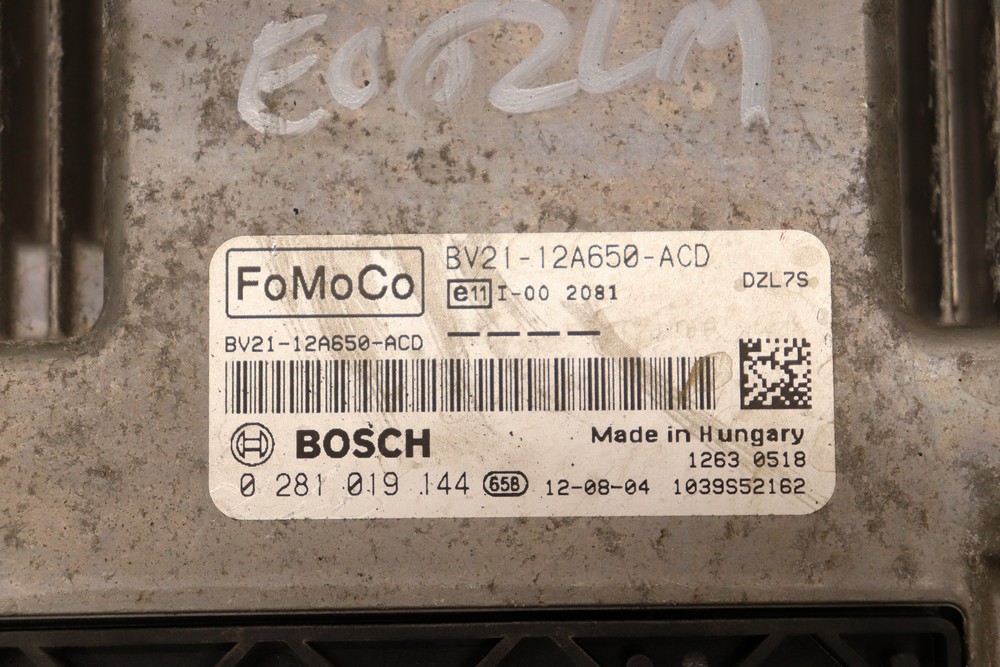 FoMoCo
BV21-12A650-ACD
e11 I-00 2081
DZL7S
BV21-12A650-ACD
BOSCH
Made in Hungary
1263 0518
0 281 019 144 65B 12-08-04 1039S52162